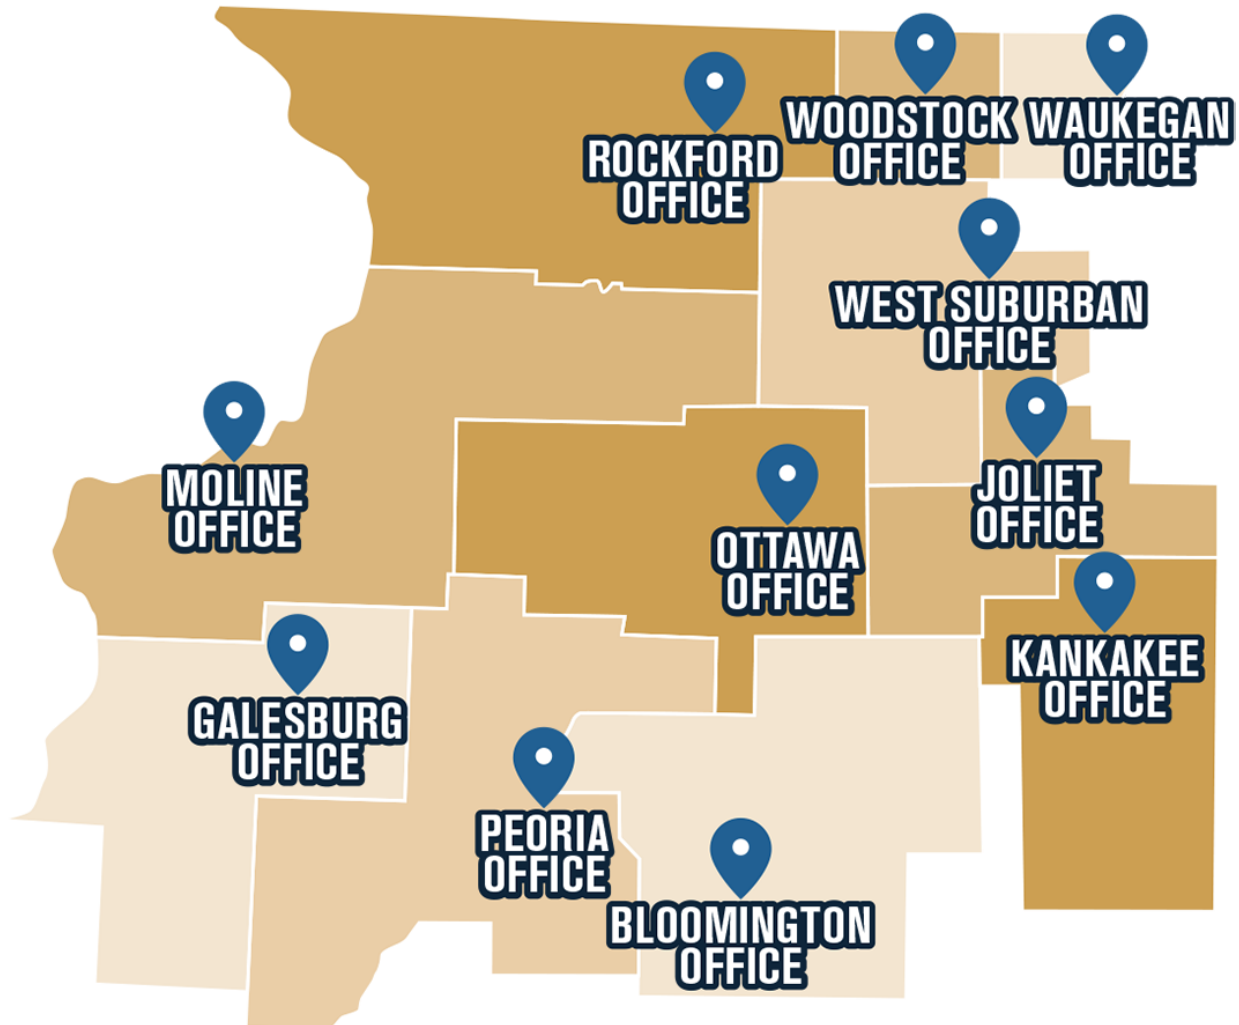 WOODSTOCK
OFFICE
WAUKEGAN
OFFICE
ROCKFORD
OFFICE
WEST SUBURBAN
OFFICE
MOLINE
OFFICE
JOLIET
OFFICE
OTTAWA
OFFICE
KANKAKEE
OFFICE
GALESBURG
OFFICE
PEORIA
OFFICE
BLOOMINGTON
OFFICE